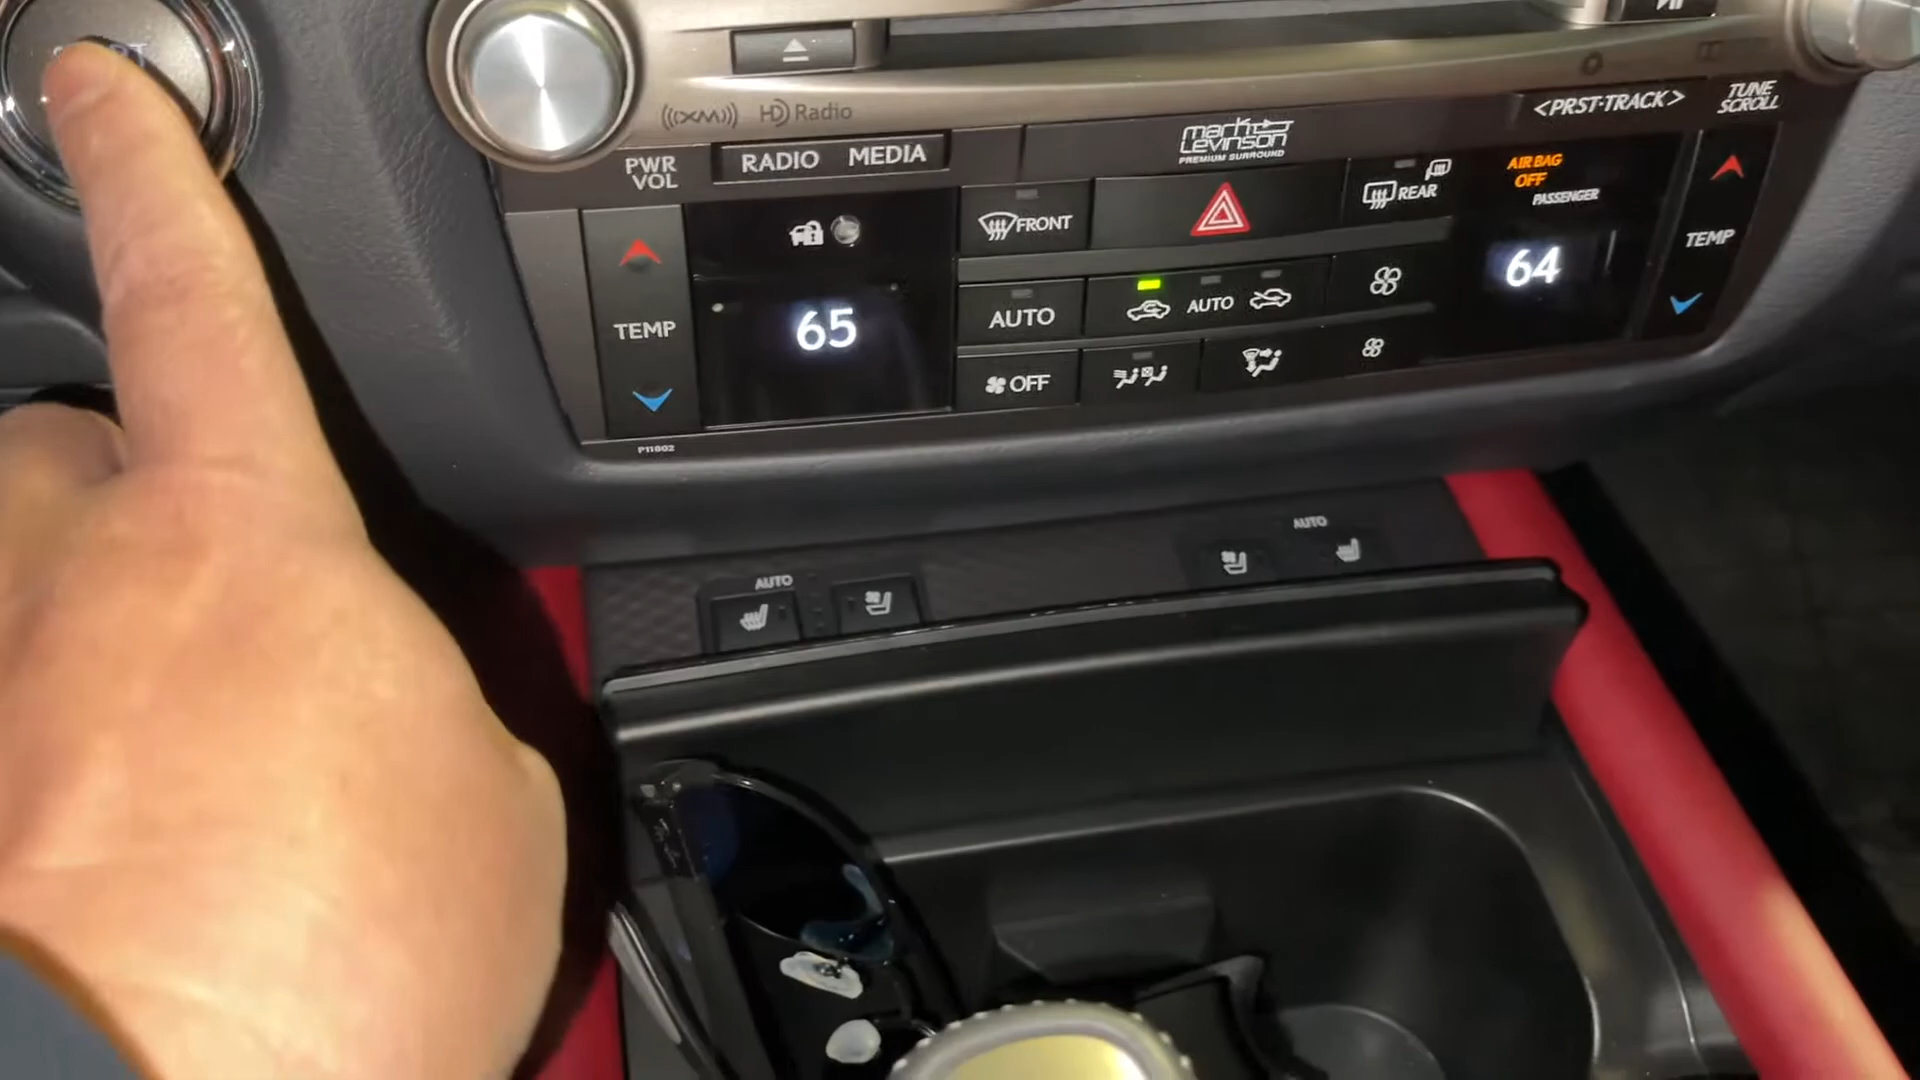 ((XM)) HD Radio
<PRST·TRACK>
TUNE
SCROLL
PWR
VOL
RADIO MEDIA
mark
Levinson
PREMIUM SURROUND
FRONT
REAR
AIR BAG
OFF
PASSENGER
TEMP
65
AUTO
AUTO
64
TEMP
OFF
P11802
AUTO
AUTO